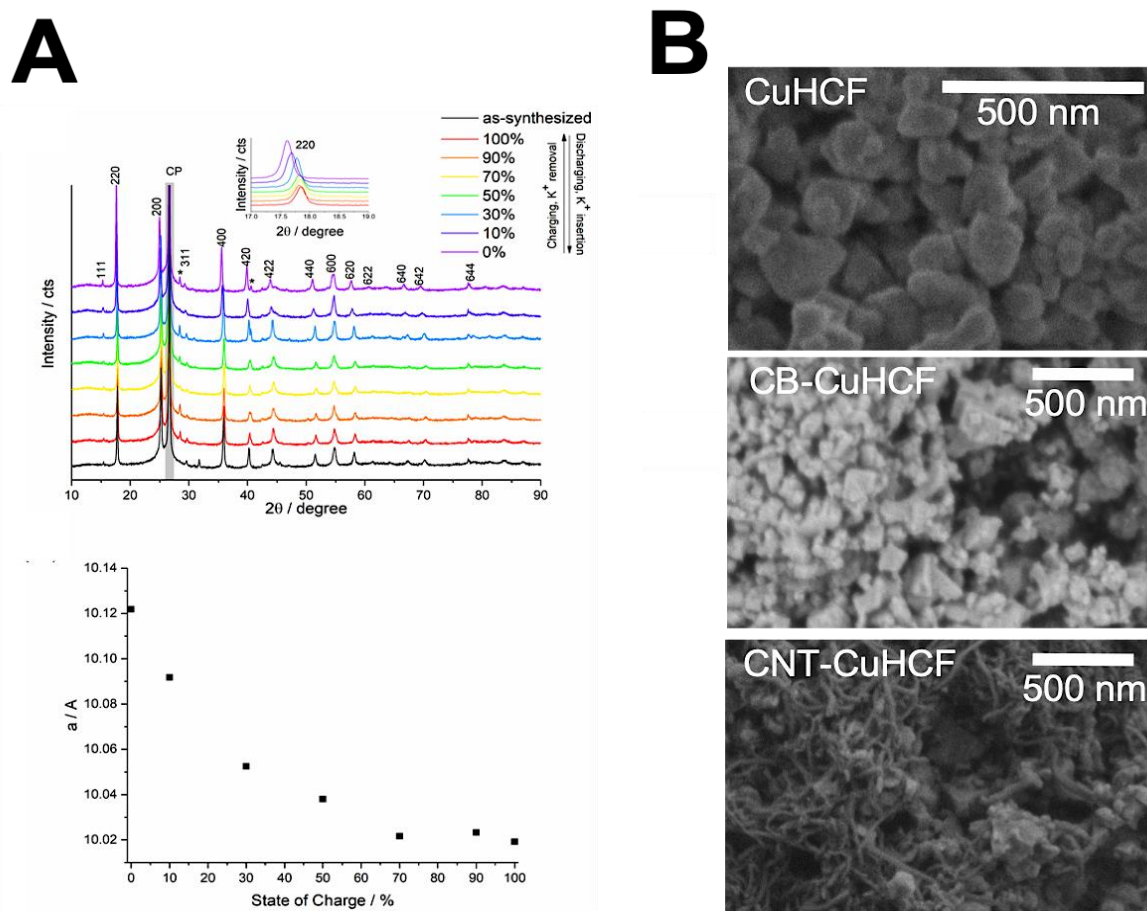 A
B
as-synthesized
100%
90%
70%
50%
30%
10%
0%
Charging, K+ removal
Discharging, K+ insertion
220
Intensity / cts
17.0 17.5 18.0 18.5 19.0
2θ / degree
111
220
200
CP
*
311
400
420
*
422
440
600
620
622
640
642
644
Intensity / cts
10 20 30 40 50 60 70 80 90
2θ / degree
10.14
10.12
10.10
10.08
10.06
10.04
10.02
a / A
0 10 20 30 40 50 60 70 80 90 100
State of Charge / %
CuHCF
500 nm
CB-CuHCF
500 nm
CNT-CuHCF
500 nm